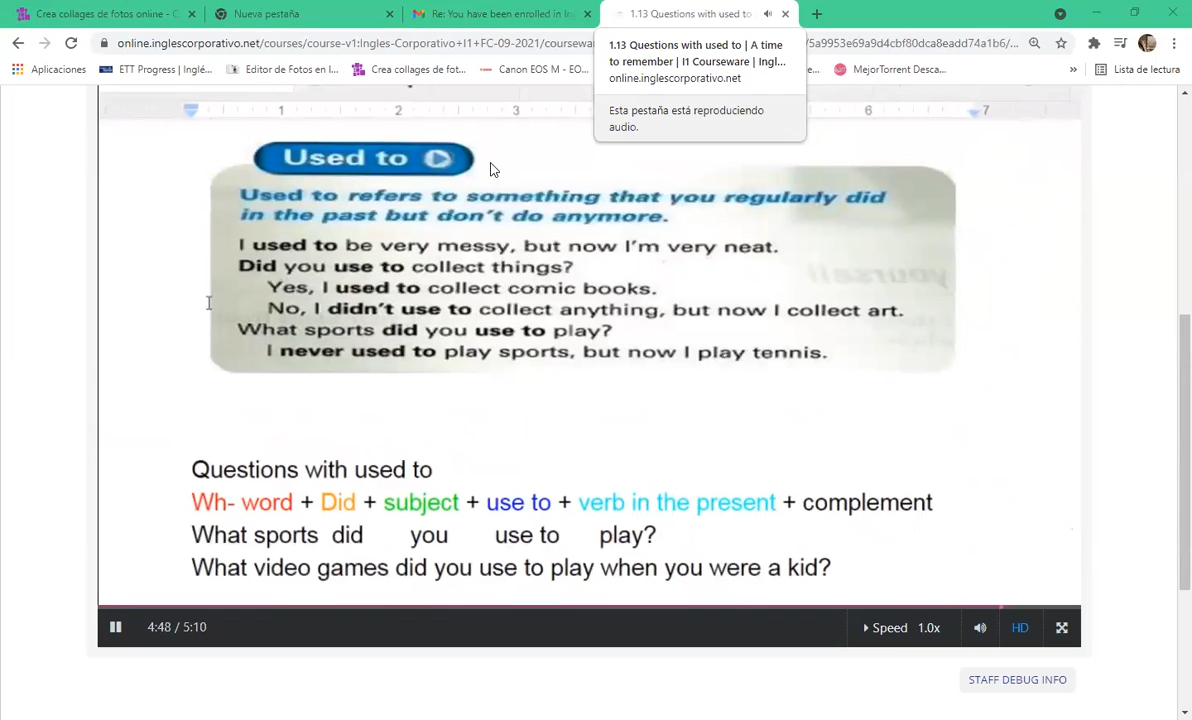 Crea collages de fotos online - C
Nueva pestaña
Re: You have been enrolled in In
1.13 Questions with used to
online.inglescorporativo.net/courses/course-v1:Ingles-Corporativo+I1+FC-09-2021/coursewa
5a9953e69a9d4cbf80dca8eadd74a1b6/...
1.13 Questions with used to | A time
to remember | I1 Courseware | Ingl...
online.inglescorporativo.net
Esta pestaña está reproduciendo
audio.
Aplicaciones
ETT Progress | Inglé...
Editor de Fotos en l...
Crea collages de fot...
Canon EOS M - EO...
MejorTorrent Desca...
Lista de lectura
1 2 3 6 7
Used to
Used to refers to something that you regularly did
in the past but don't do anymore.
I used to be very messy, but now I'm very neat.
Did you use to collect things?
Yes, I used to collect comic books.
No, I didn't use to collect anything, but now I collect art.
What sports did you use to play?
I never used to play sports, but now I play tennis.
Questions with used to
Wh- word + Did + subject + use to + verb in the present + complement
What sports did you use to play?
What video games did you use to play when you were a kid?
4:48 / 5:10
Speed 1.0x
HD
STAFF DEBUG INFO